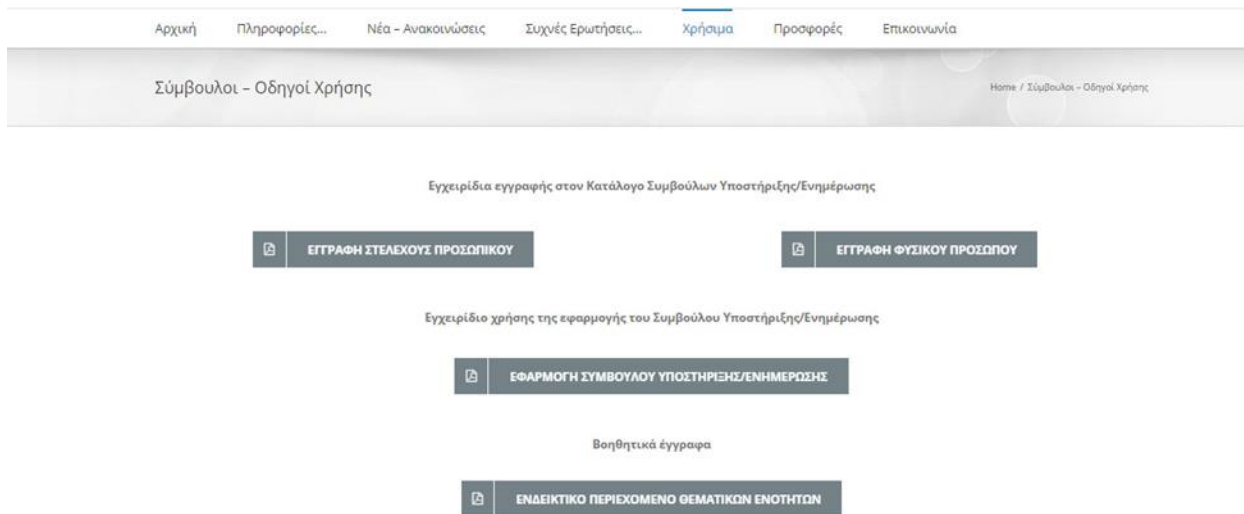 Αρχική Πληροφορίες... Νέα – Ανακοινώσεις Συχνές Ερωτήσεις... Χρήσιμα Προσφορές Επικοινωνία
Σύμβουλοι – Οδηγοί Χρήσης
Home / Σύμβουλοι – Οδηγοί Χρήσης
Εγχειρίδια εγγραφής στον Κατάλογο Συμβούλων Υποστήριξης/Ενημέρωσης
ΕΓΓΡΑΦΗ ΣΤΕΛΕΧΟΥΣ ΠΡΟΣΩΠΙΚΟΥ
ΕΓΓΡΑΦΗ ΦΥΣΙΚΟΥ ΠΡΟΣΩΠΟΥ
Εγχειρίδιο χρήσης της εφαρμογής του Συμβούλου Υποστήριξης/Ενημέρωσης
ΕΦΑΡΜΟΓΗ ΣΥΜΒΟΥΛΟΥ ΥΠΟΣΤΗΡΙΞΗΣ/ΕΝΗΜΕΡΩΣΗΣ
Βοηθητικά έγγραφα
ΕΝΔΕΙΚΤΙΚΟ ΠΕΡΙΕΧΟΜΕΝΟ ΘΕΜΑΤΙΚΩΝ ΕΝΟΤΗΤΩΝ